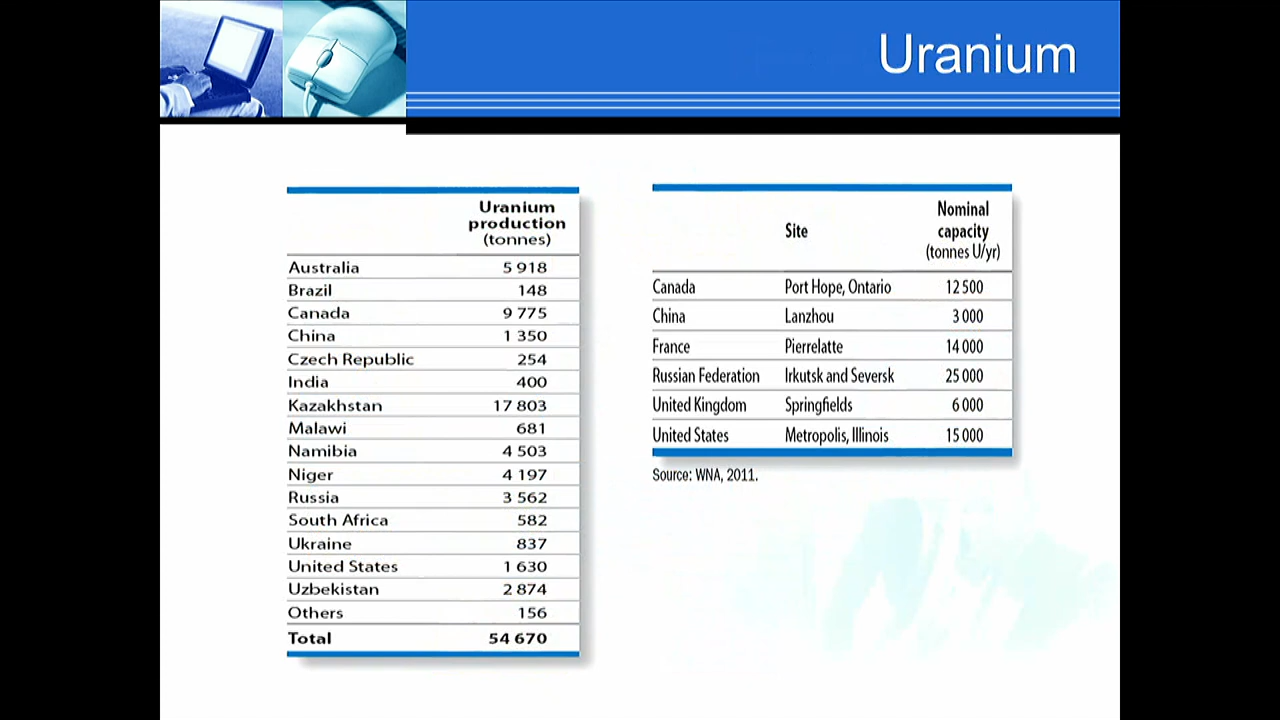 Uranium
Uranium
production
(tonnes)
Australia 5 918
Brazil 148
Canada 9 775
China 1 350
Czech Republic 254
India 400
Kazakhstan 17 803
Malawi 681
Namibia 4 503
Niger 4 197
Russia 3 562
South Africa 582
Ukraine 837
United States 1 630
Uzbekistan 2 874
Others 156
Total 54 670
Nominal
Site capacity
(tonnes U/yr)
Canada Port Hope, Ontario 12 500
China Lanzhou 3 000
France Pierrelatte 14 000
Russian Federation Irkutsk and Seversk 25 000
United Kingdom Springfields 6 000
United States Metropolis, Illinois 15 000
Source: WNA, 2011.